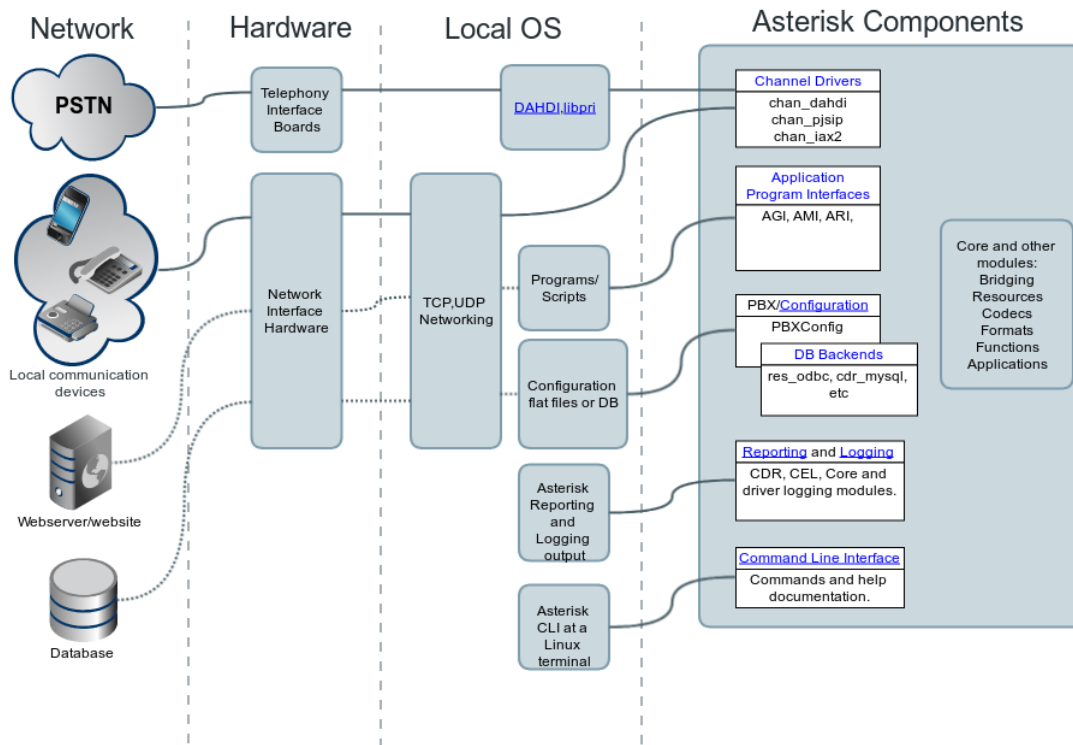 Network
Hardware
Local OS
Asterisk Components
PSTN
Telephony
Interface
Boards
DAHDI,libpri
Channel Drivers
chan_dahdi
chan_pjsip
chan_iax2
Local communication
devices
Network
Interface
Hardware
TCP,UDP
Networking
Programs/
Scripts
Application
Program Interfaces
AGI, AMI, ARI,
Configuration
flat files or DB
PBX/Configuration
PBXConfig
DB Backends
res_odbc, cdr_mysql,
etc
Core and other
modules:
Bridging
Resources
Codecs
Formats
Functions
Applications
Webserver/website
Asterisk
Reporting
and
Logging
output
Reporting and Logging
CDR, CEL, Core and
driver logging modules.
Database
Asterisk
CLI at a
Linux
terminal
Command Line Interface
Commands and help
documentation.